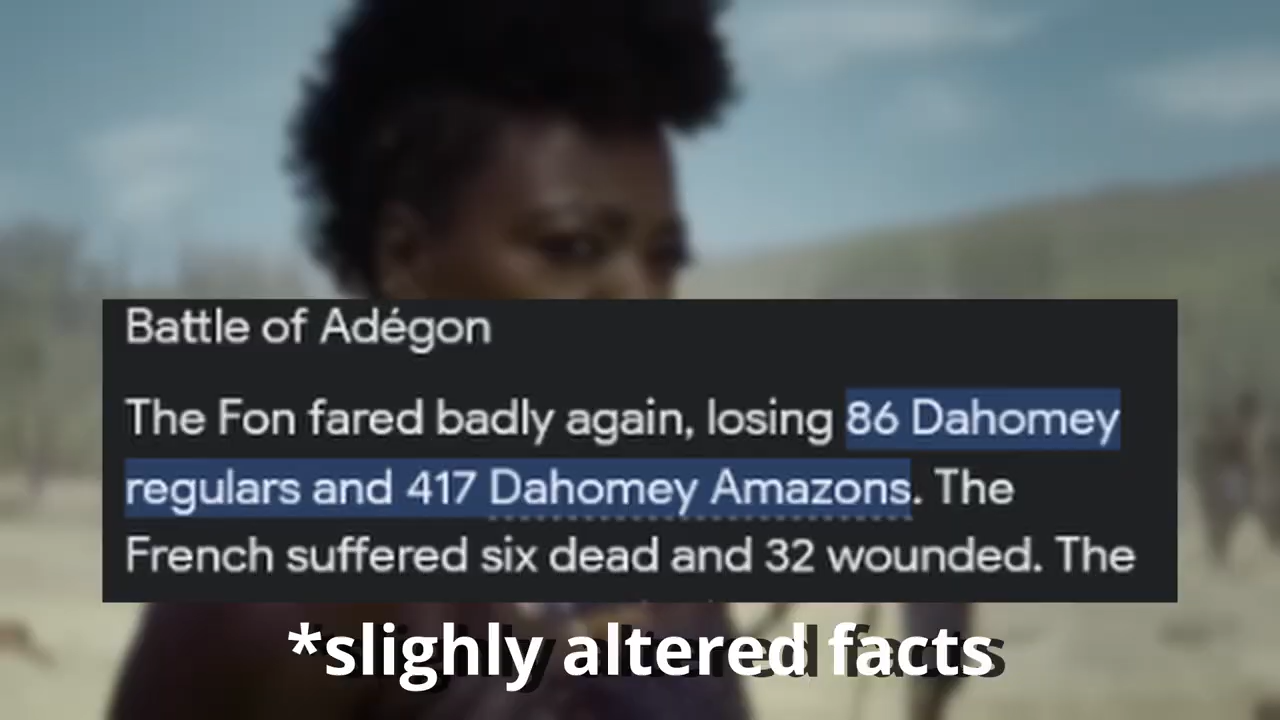 Battle of Adégon
The Fon fared badly again, losing 86 Dahomey
regulars and 417 Dahomey Amazons. The
French suffered six dead and 32 wounded. The
*slighly altered facts